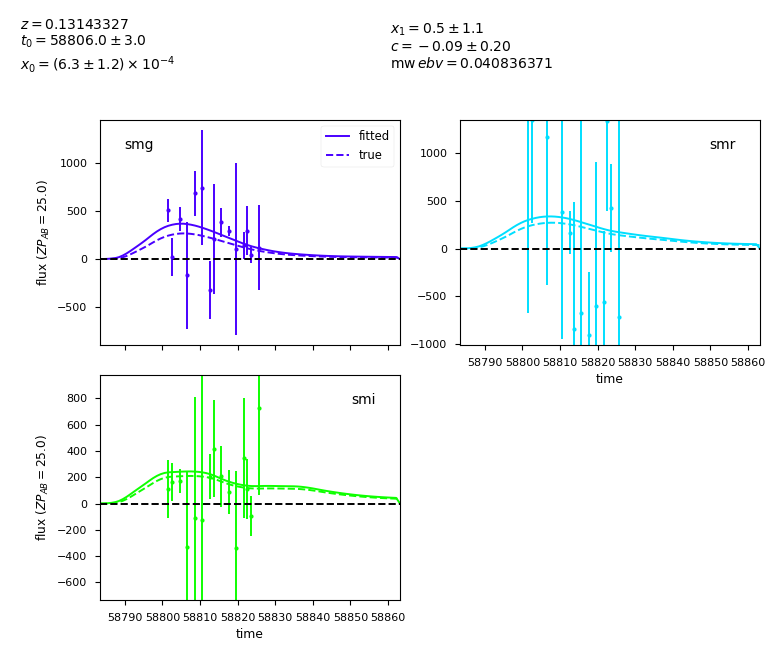 z = 0.13143327
t₀ = 58806.0 ± 3.0
x₀ = (6.3 ± 1.2) × 10⁻⁴
x₁ = 0.5 ± 1.1
c = −0.09 ± 0.20
mw ebv = 0.040836371
smg
fitted
true
1000
500
0
−500
flux (ZP_AB = 25.0)
smr
1000
500
0
−500
−1000
58790 58800 58810 58820 58830 58840 58850 58860
time
smi
800
600
400
200
0
−200
−400
−600
flux (ZP_AB = 25.0)
58790 58800 58810 58820 58830 58840 58850 58860
time